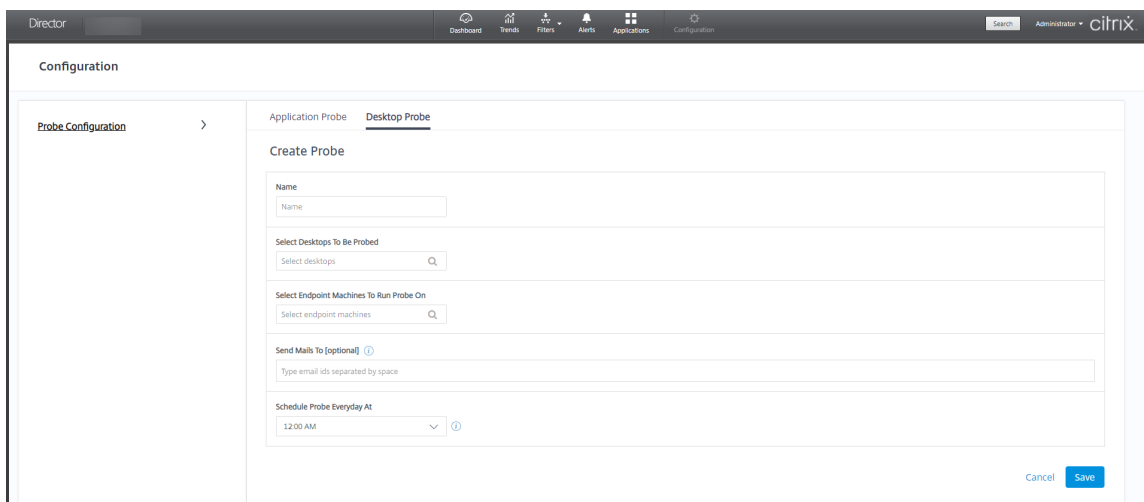 Director
Dashboard
Trends
Filters
Alerts
Applications
Configuration
Search
Administrator
citrix
Configuration
Probe Configuration
Application Probe
Desktop Probe
Create Probe
Name
Name
Select Desktops To Be Probed
Select desktops
Select Endpoint Machines To Run Probe On
Select endpoint machines
Send Mails To [optional]
Type email ids separated by space
Schedule Probe Everyday At
12:00 AM
Cancel
Save